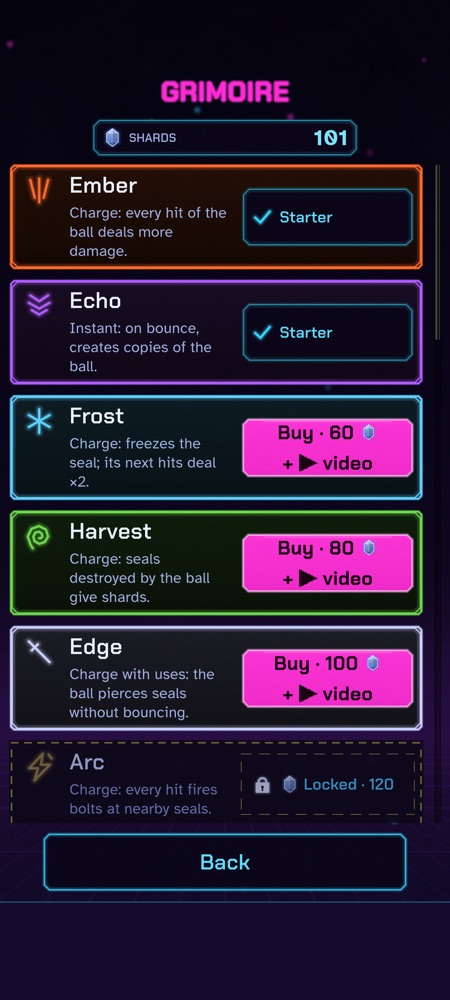 GRIMOIRE
SHARDS 101
Ember
Charge: every hit of the
ball deals more
damage.
Starter
Echo
Instant: on bounce,
creates copies of the
ball.
Starter
Frost
Charge: freezes the
seal; its next hits deal
×2.
Buy · 60
+ ▶ video
Harvest
Charge: seals
destroyed by the ball
give shards.
Buy · 80
+ ▶ video
Edge
Charge with uses: the
ball pierces seals
without bouncing.
Buy · 100
+ ▶ video
Arc
Charge: every hit fires
bolts at nearby seals.
Locked · 120
Back